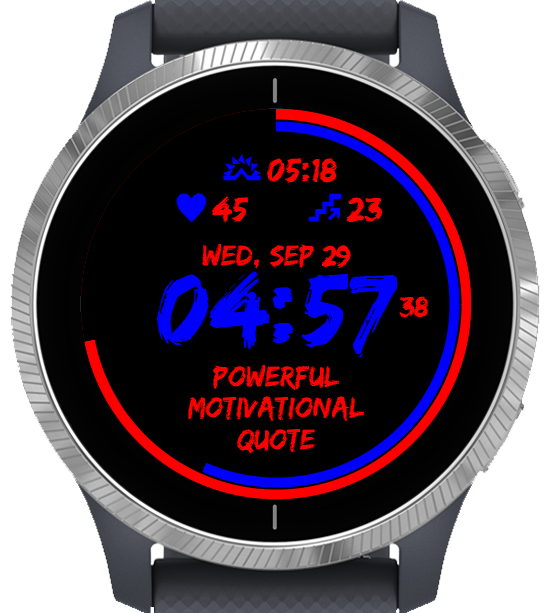 05:18
45 23
WED, SEP 29
04:57 38
POWERFUL
MOTIVATIONAL
QUOTE